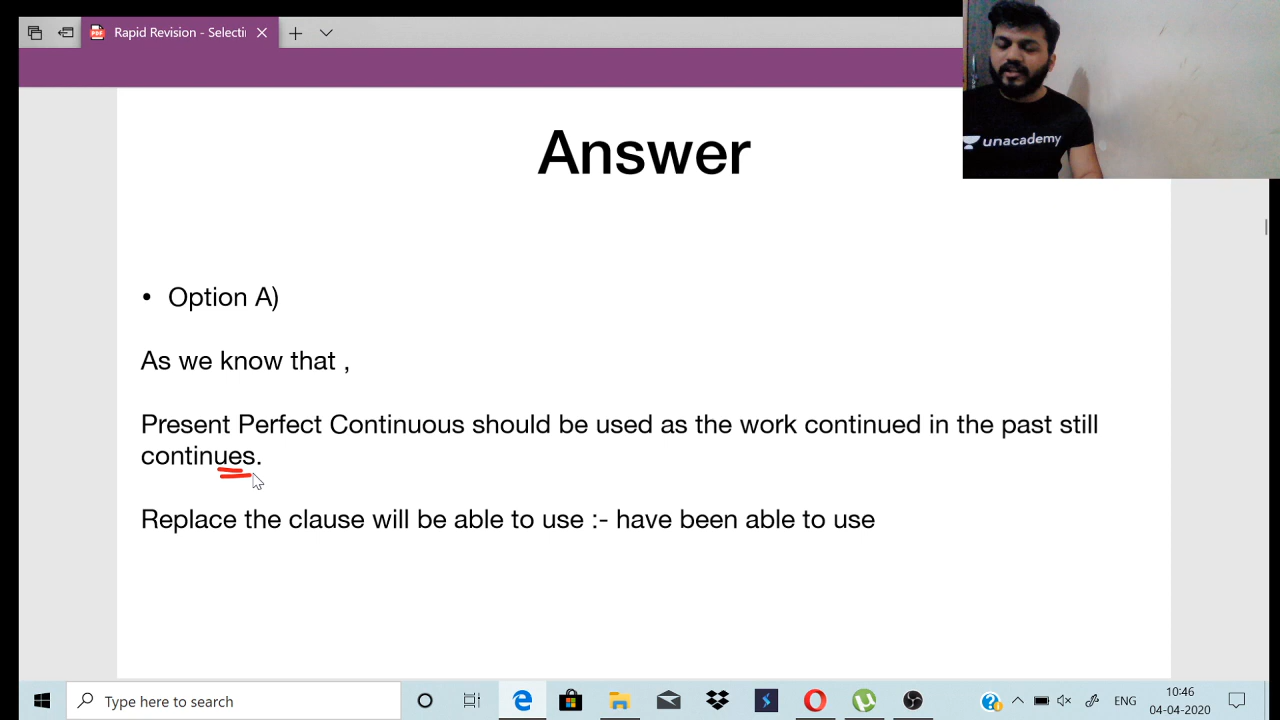 Rapid Revision - Selecti
unacademy
Answer
• Option A)
As we know that ,
Present Perfect Continuous should be used as the work continued in the past still
continues.
Replace the clause will be able to use :- have been able to use
Type here to search
ENG
10:46
04-04-2020